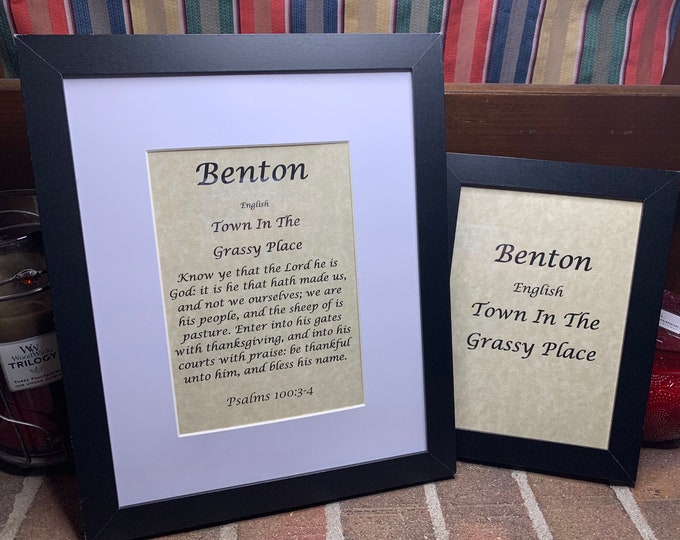 Benton
English
Town In The
Grassy Place
Know ye that the Lord he is
God: it is he that hath made us,
and not we ourselves; we are
his people, and the sheep of is
pasture. Enter into his gates
with thanksgiving, and into his
courts with praise: be thankful
unto him, and bless his name.
Psalms 100:3-4
Benton
English
Town In The
Grassy Place
WoodWick
TRILOGY